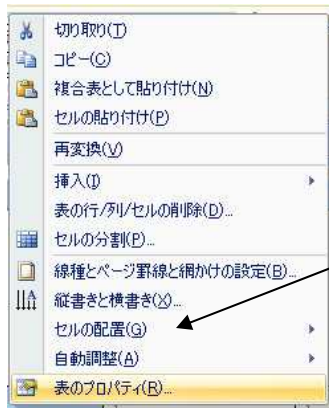 切り取り(T)
コピー(C)
複合表として貼り付け(N)
セルの貼り付け(P)
再変換(V)
挿入(I)
表の行/列/セルの削除(D)...
セルの分割(P)...
線種とページ罫線と網かけの設定(B)...
縦書きと横書き(X)...
セルの配置(G)
自動調整(A)
表のプロパティ(R)...